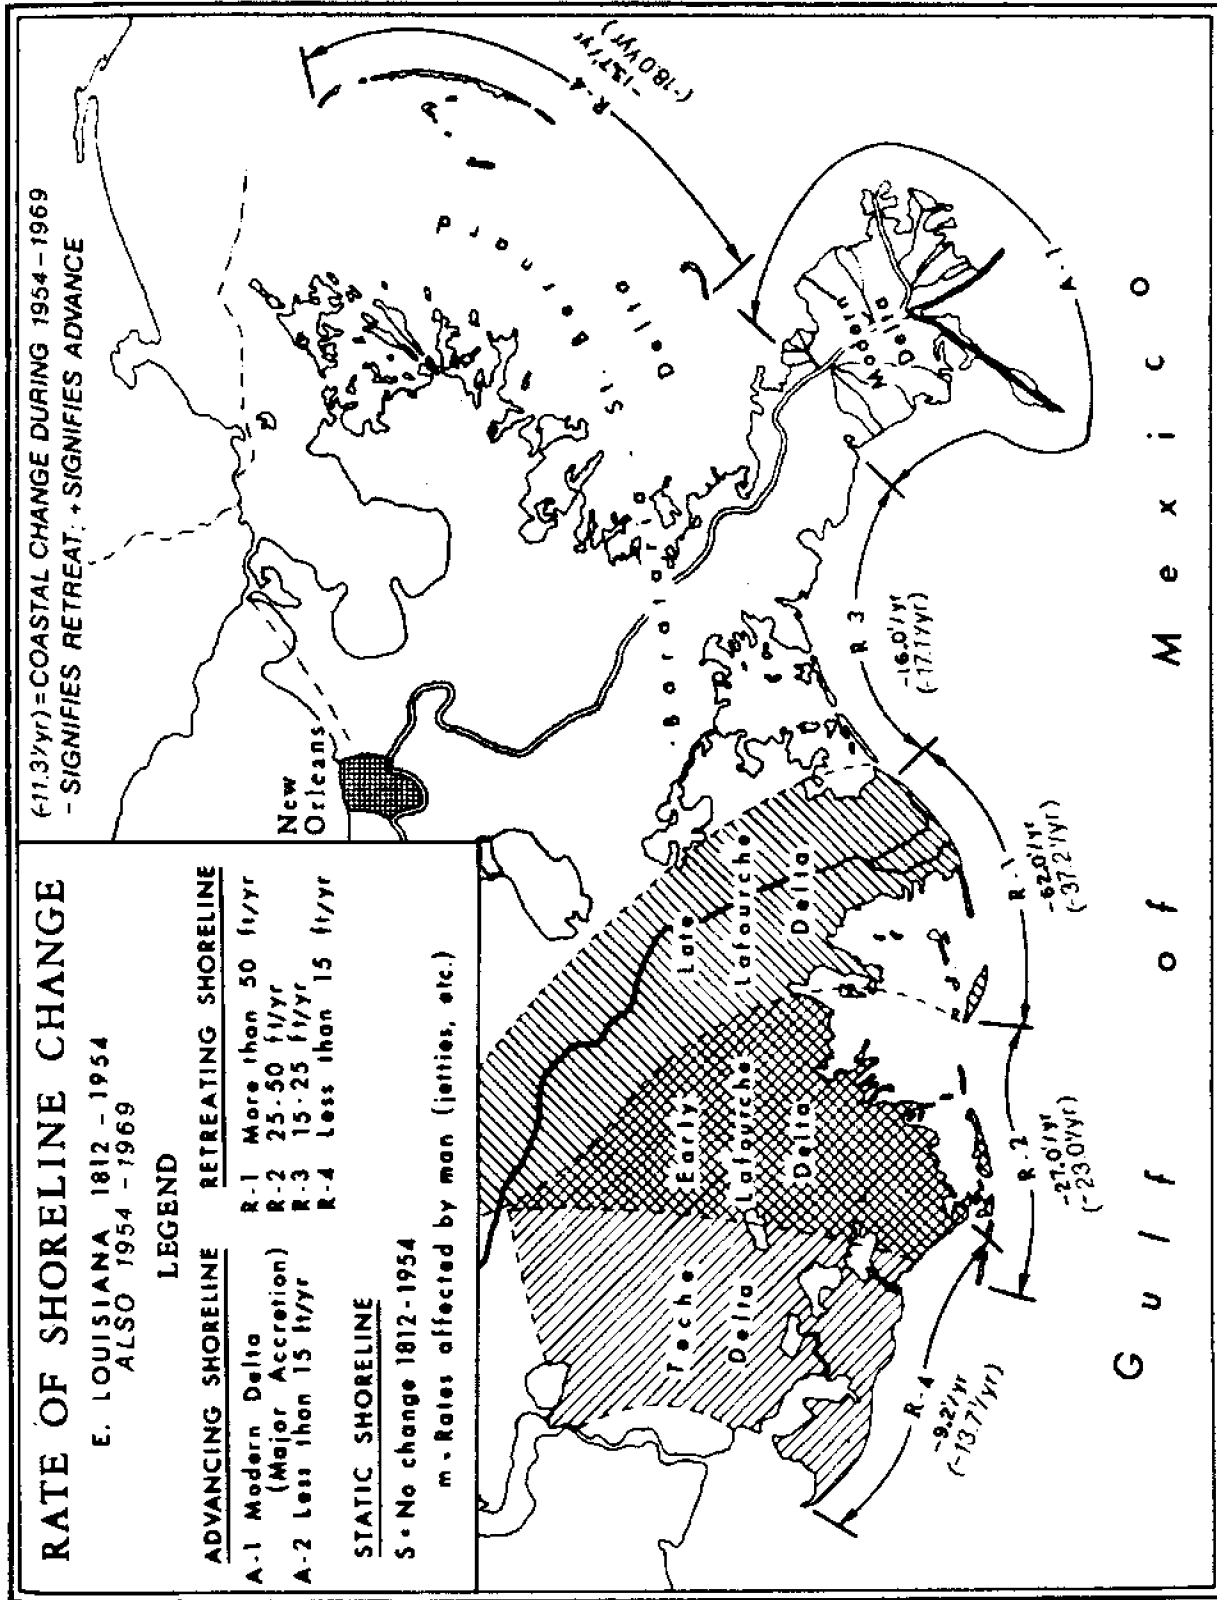 RATE OF SHORELINE CHANGE
E. LOUISIANA 1812 - 1954
ALSO 1954 - 1969
LEGEND
ADVANCING SHORELINE
A-1 Modern Delta
(Major Accretion)
A-2 Less than 15 ft/yr
RETREATING SHORELINE
R-1 More than 50 ft/yr
R-2 25-50 ft/yr
R-3 15-25 ft/yr
R-4 Less than 15 ft/yr
STATIC SHORELINE
S = No change 1812-1954
m - Rates affected by man (jetties, etc.)
(-11.3'/yr) = COASTAL CHANGE DURING 1954-1969
- SIGNIFIES RETREAT; + SIGNIFIES ADVANCE
New
Orleans
St. Bernard
Delta
Barataria
Modern
Delta
Late
Lafourche
Delta
Early
Lafourche
Delta
Teche
Delta
R-4
-9.2'/yr
(-13.7'/yr)
R-2
-27.0'/yr
(-23.0'/yr)
R-1
-62.0'/yr
(-37.2'/yr)
R 3
-16.0'/yr
(-17.1'/yr)
A-1
R-4
-13.7'/yr
(-18.0'/yr)
Gulf of Mexico